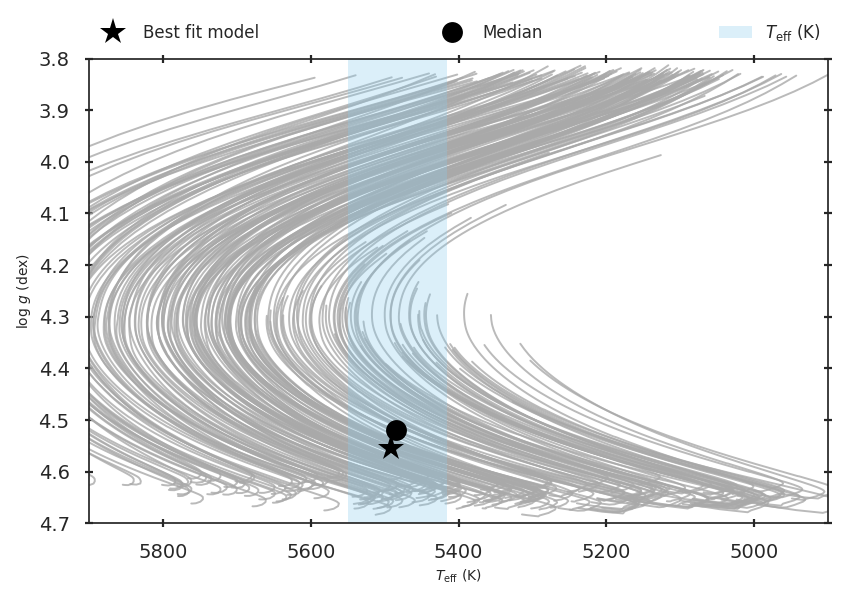 Best fit model Median T_eff (K)
3.8
3.9
4.0
4.1
4.2
4.3
4.4
4.5
4.6
4.7
log g (dex)
5800 5600 5400 5200 5000
T_eff (K)